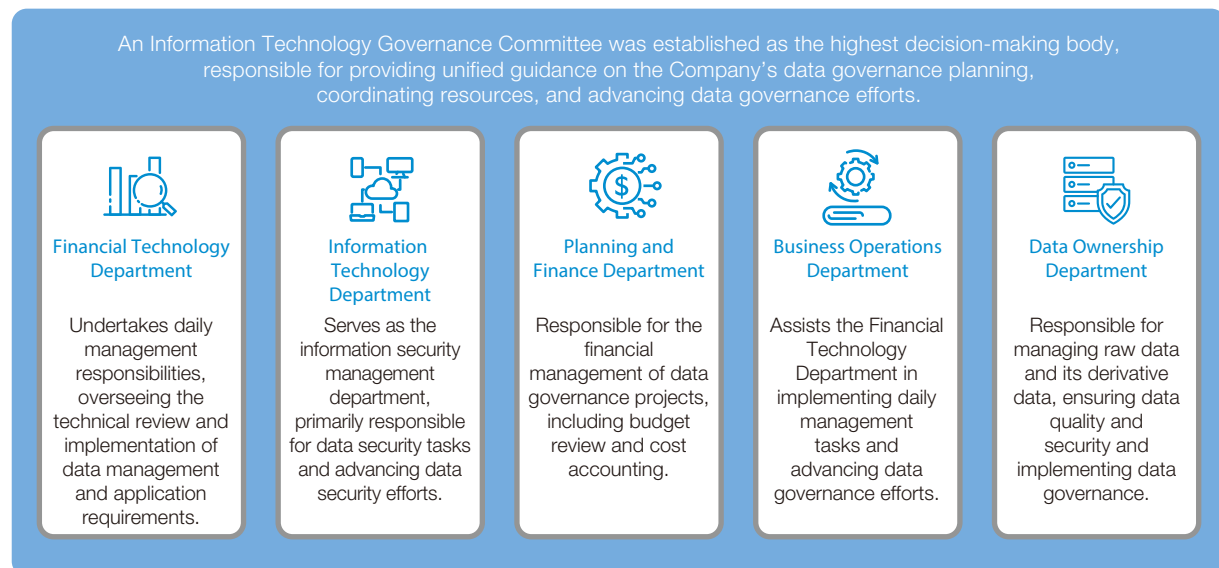 An Information Technology Governance Committee was established as the highest decision-making body,
responsible for providing unified guidance on the Company’s data governance planning,
coordinating resources, and advancing data governance efforts.
$
Financial Technology
Department
Undertakes daily
management
responsibilities,
overseeing the
technical review and
implementation of
data management
and application
requirements.
Information
Technology
Department
Serves as the
information security
management
department,
primarily responsible
for data security tasks
and advancing data
security efforts.
Planning and
Finance Department
Responsible for the
financial
management of data
governance projects,
including budget
review and cost
accounting.
Business Operations
Department
Assists the Financial
Technology
Department in
implementing daily
management
tasks and
advancing data
governance efforts.
Data Ownership
Department
Responsible for
managing raw data
and its derivative
data, ensuring data
quality and
security and
implementing data
governance.